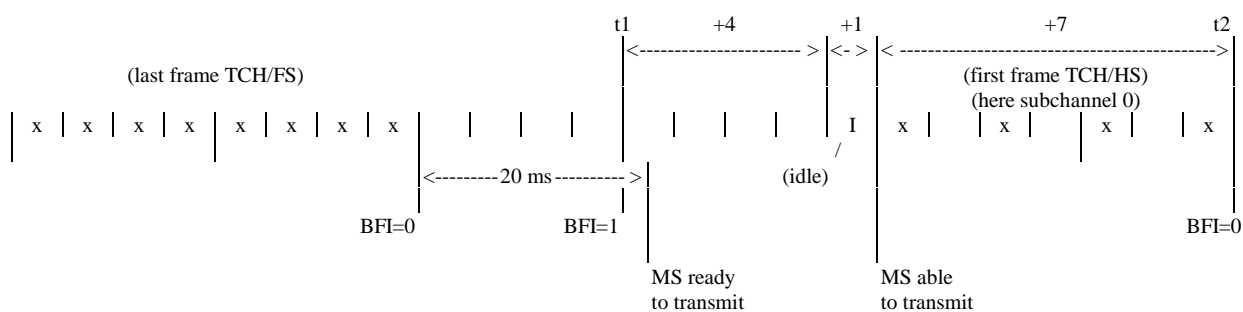 t1 +4 +1 +7 t2
<----------------------- > <- > < ------------------------------------------->
(last frame TCH/FS) (first frame TCH/HS)
(here subchannel 0)
x x x x x x x x I x x x x
/
<---------20 ms---------- > (idle)
BFI=0 BFI=1 BFI=0
MS ready MS able
to transmit to transmit